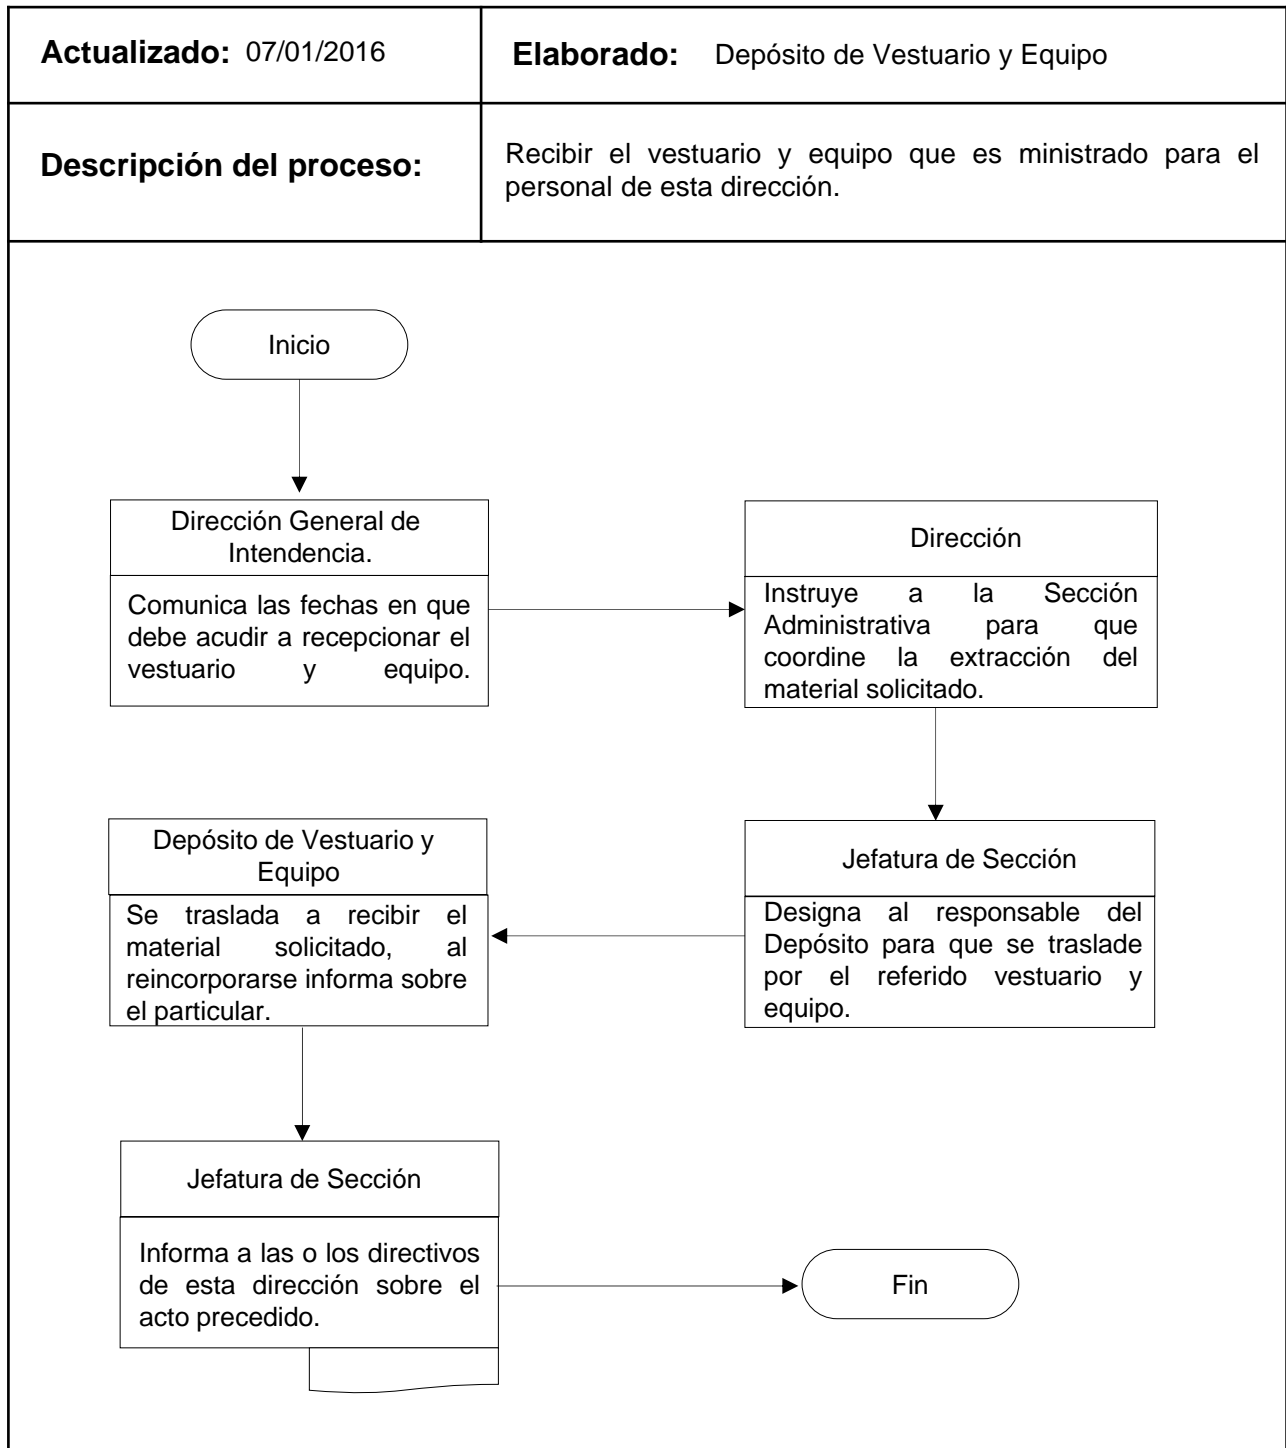 Actualizado: 07/01/2016
Elaborado: Depósito de Vestuario y Equipo
Descripción del proceso:
Recibir el vestuario y equipo que es ministrado para el
personal de esta dirección.
Inicio
Dirección General de
Intendencia.
Comunica las fechas en que
debe acudir a recepcionar el
vestuario y equipo.
Dirección
Instruye a la Sección
Administrativa para que
coordine la extracción del
material solicitado.
Jefatura de Sección
Designa al responsable del
Depósito para que se traslade
por el referido vestuario y
equipo.
Depósito de Vestuario y
Equipo
Se traslada a recibir el
material solicitado, al
reincorporarse informa sobre
el particular.
Jefatura de Sección
Informa a las o los directivos
de esta dirección sobre el
acto precedido.
Fin